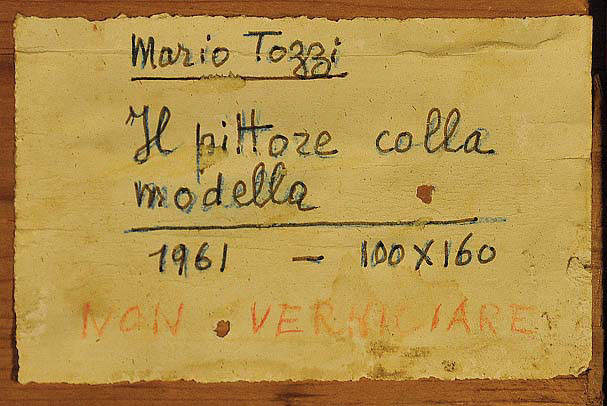 Mario Tozzi
Il pittore colla
modella
1961 - 100X160
NON VERNICIARE